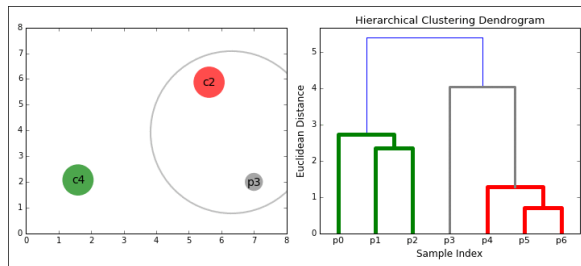 Hierarchical Clustering Dendrogram
8
7
6
5
4
3
2
1
0
c2
c4
p3
0 1 2 3 4 5 6 7 8
Euclidean Distance
5
4
3
2
1
0
p0 p1 p2 p3 p4 p5 p6
Sample Index